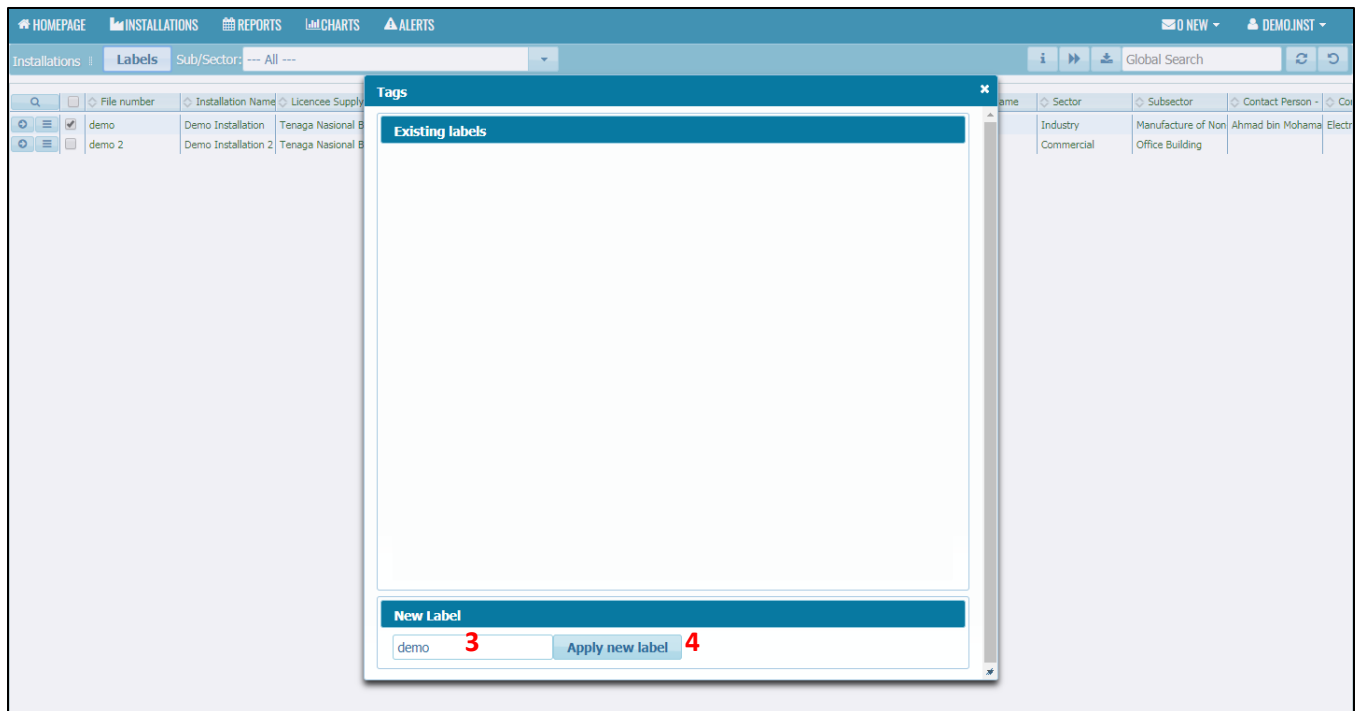 HOMEPAGE INSTALLATIONS REPORTS CHARTS ALERTS 0 NEW DEMO.INST
Installations Labels Sub/Sector: --- All --- Global Search
Tags
File number Installation Name Licencee Supply ame Sector Subsector Contact Person - Co
demo Demo Installation Tenaga Nasional B Industry Manufacture of Non Ahmad bin Mohama Electr
demo 2 Demo Installation 2 Tenaga Nasional B Commercial Office Building
Existing labels
New Label
demo 3 Apply new label 4